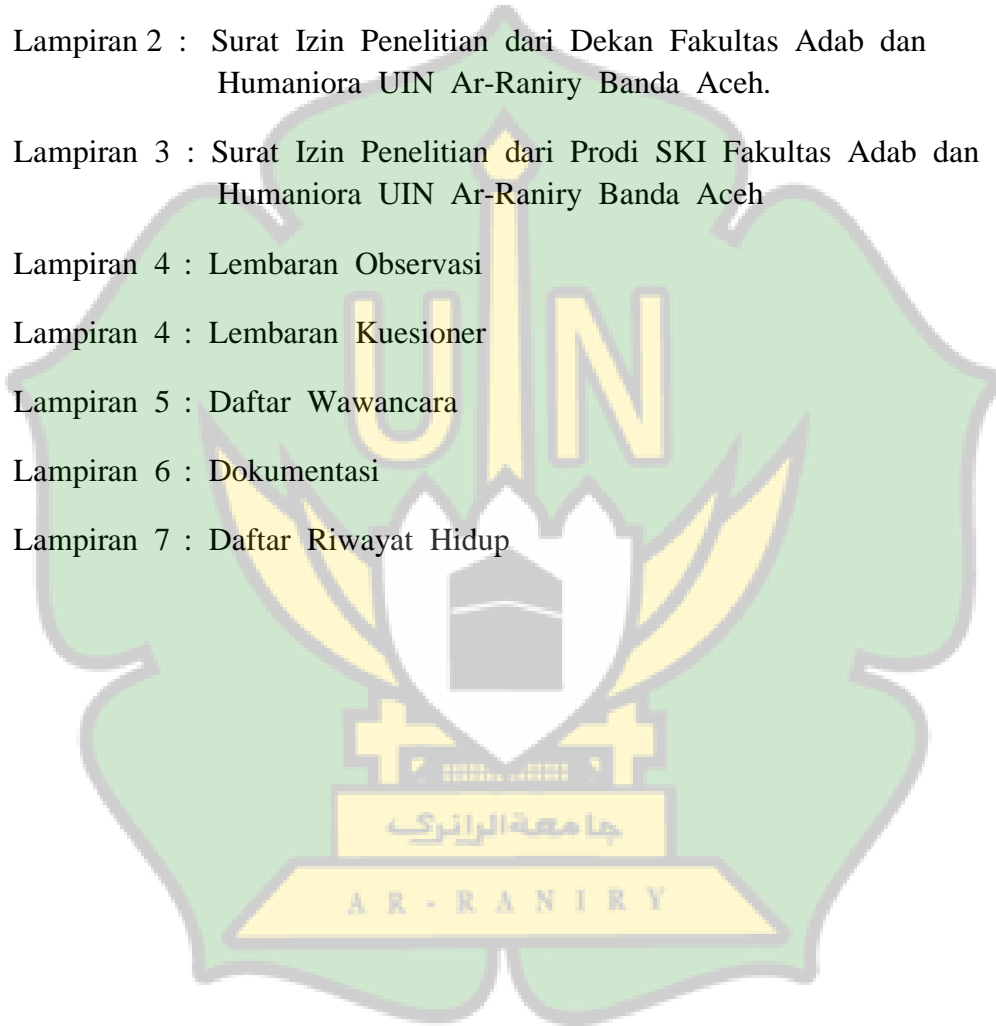 Lampiran 2 : Surat Izin Penelitian dari Dekan Fakultas Adab dan
Humaniora UIN Ar-Raniry Banda Aceh.
Lampiran 3 : Surat Izin Penelitian dari Prodi SKI Fakultas Adab dan
Humaniora UIN Ar-Raniry Banda Aceh
Lampiran 4 : Lembaran Observasi
Lampiran 4 : Lembaran Kuesioner
Lampiran 5 : Daftar Wawancara
Lampiran 6 : Dokumentasi
Lampiran 7 : Daftar Riwayat Hidup
UIN
جامعة الرانري
AR-RANIRY